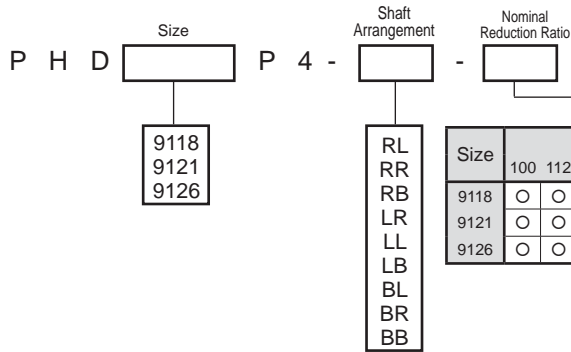 Size
Shaft
Arrangement
Nominal
Reduction Ratio
P H D P 4 - -
9118
9121
9126
RL
RR
RB
LR
LL
LB
BL
BR
BB
Size 100 112
9118 O O
9121 O O
9126 O O